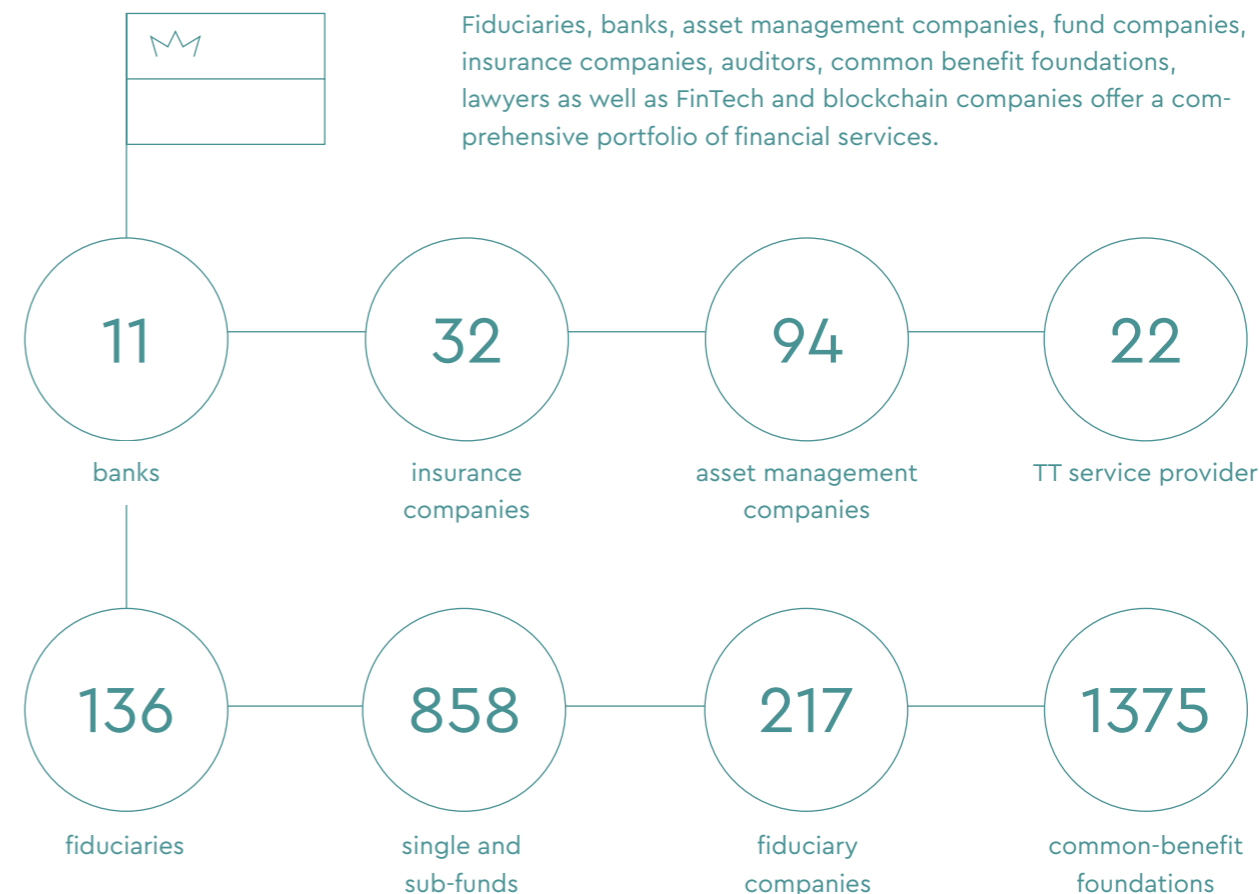 Fiduciaries, banks, asset management companies, fund companies,
insurance companies, auditors, common benefit foundations,
lawyers as well as FinTech and blockchain companies offer a com-
prehensive portfolio of financial services.
11
32
94
22
banks
insurance
companies
asset management
companies
TT service provider
136
858
217
1375
fiduciaries
single and
sub-funds
fiduciary
companies
common-benefit
foundations